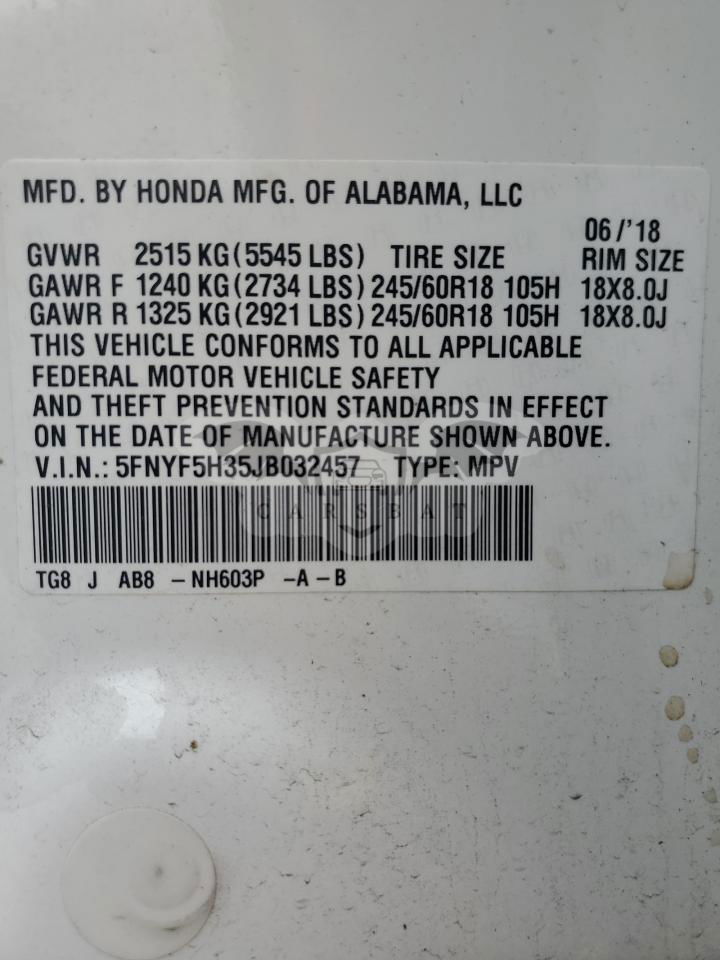 MFD. BY HONDA MFG. OF ALABAMA, LLC
06/'18
GVWR 2515 KG (5545 LBS) TIRE SIZE RIM SIZE
GAWR F 1240 KG (2734 LBS) 245/60R18 105H 18X8.0J
GAWR R 1325 KG (2921 LBS) 245/60R18 105H 18X8.0J
THIS VEHICLE CONFORMS TO ALL APPLICABLE
FEDERAL MOTOR VEHICLE SAFETY
AND THEFT PREVENTION STANDARDS IN EFFECT
ON THE DATE OF MANUFACTURE SHOWN ABOVE.
V.I.N.: 5FNYF5H35JB032457 TYPE: MPV
CARSBAT
TG8 J AB8 -NH603P -A-B